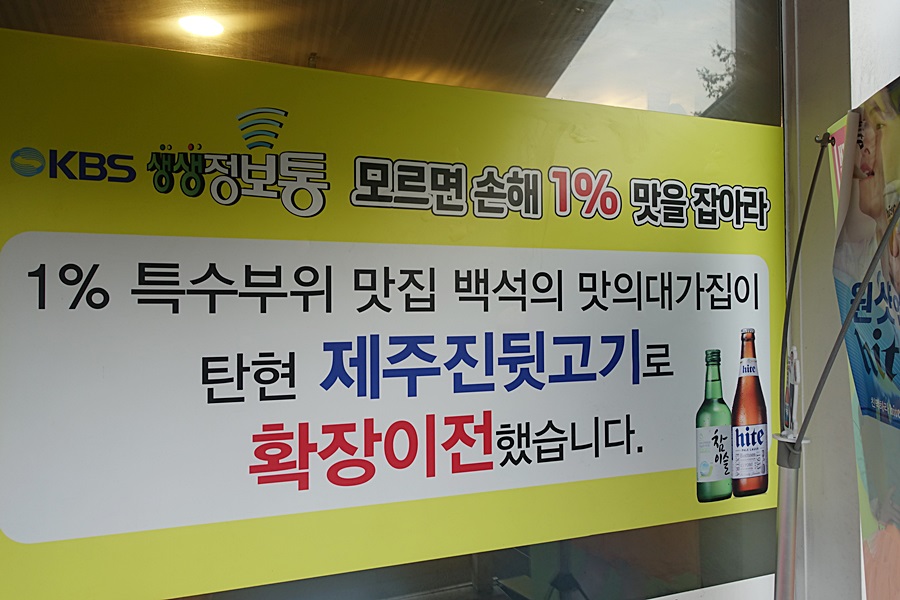 KBS 생생정보통 모르면 손해 1% 맛을 잡아라
1% 특수부위 맛집 백석의 맛의대가집이
탄현 제주진뒷고기로
확장이전했습니다.
참이슬
hite
hite